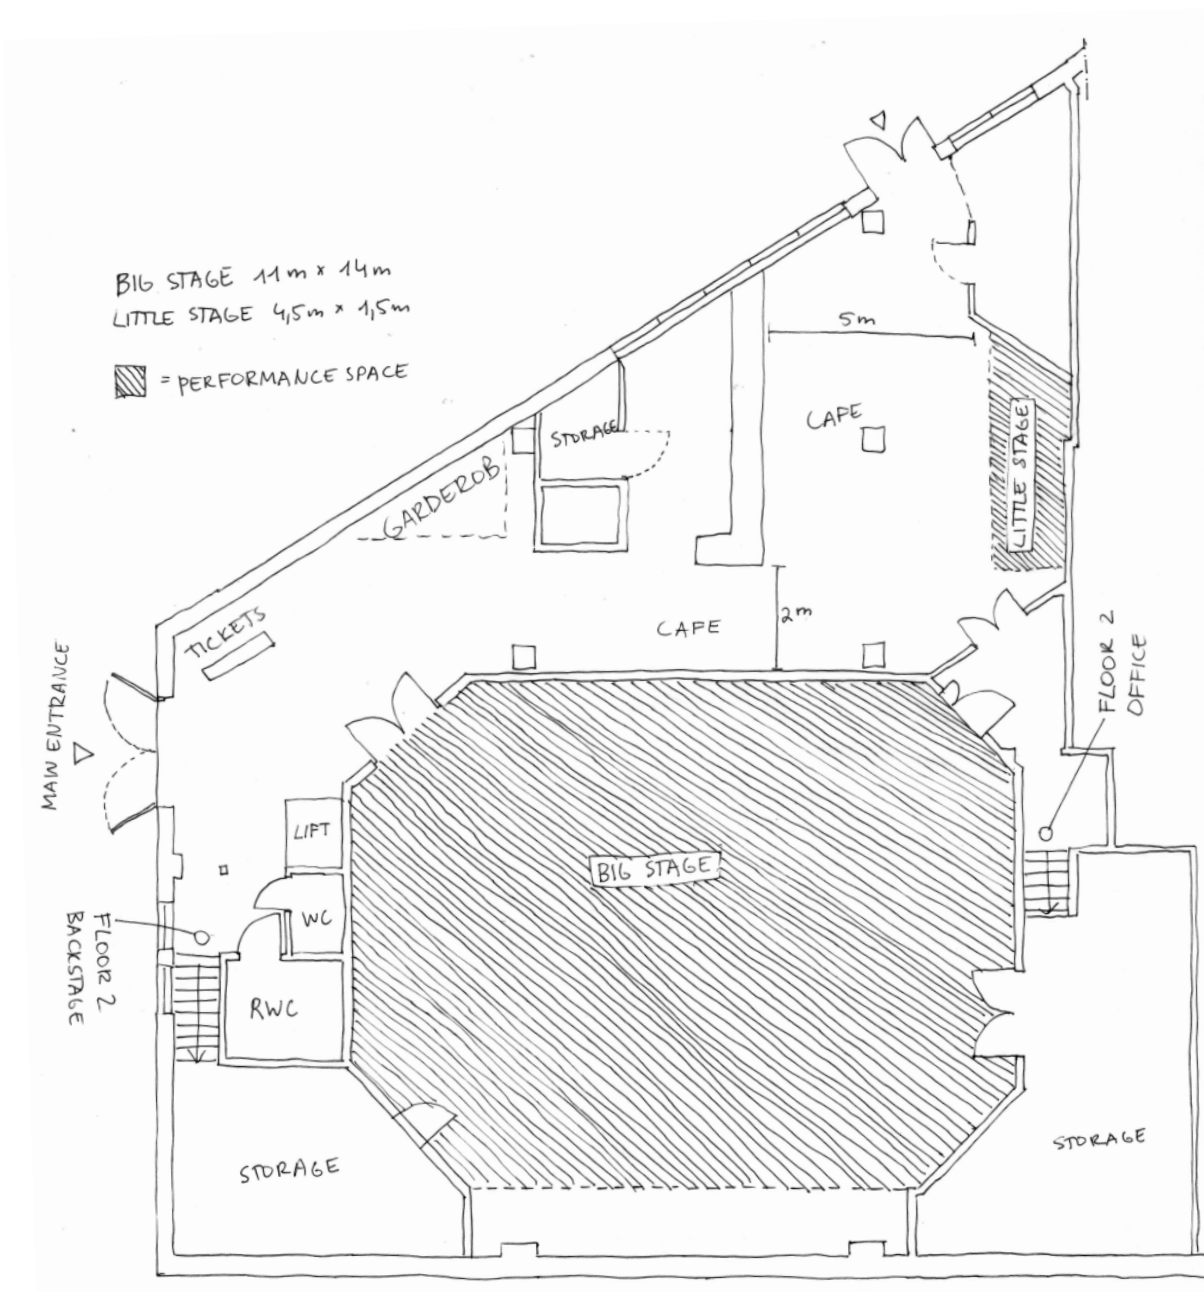 BIG STAGE 11m × 14m
LITTLE STAGE 4,5m × 1,5m
= PERFORMANCE SPACE
5m
CAFE
STORAGE
GARDEROB
LITTLE STAGE
TICKETS
CAFE
2m
MAIN ENTRANCE
FLOOR 2
OFFICE
LIFT
BIG STAGE
WC
FLOOR 2
BACKSTAGE
RWC
STORAGE
STORAGE